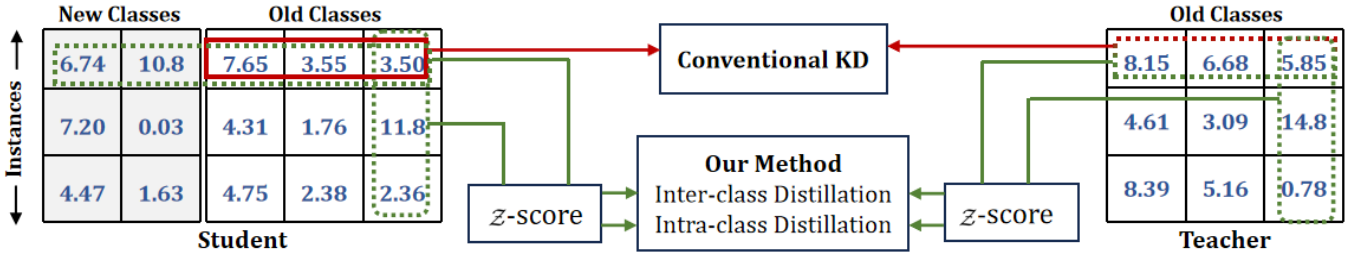 New Classes Old Classes
Old Classes
Instances
6.74 10.8 7.65 3.55 3.50
7.20 0.03 4.31 1.76 11.8
4.47 1.63 4.75 2.38 2.36
Student
Conventional KD
Our Method
Inter-class Distillation
Intra-class Distillation
z-score
z-score
8.15 6.68 5.85
4.61 3.09 14.8
8.39 5.16 0.78
Teacher